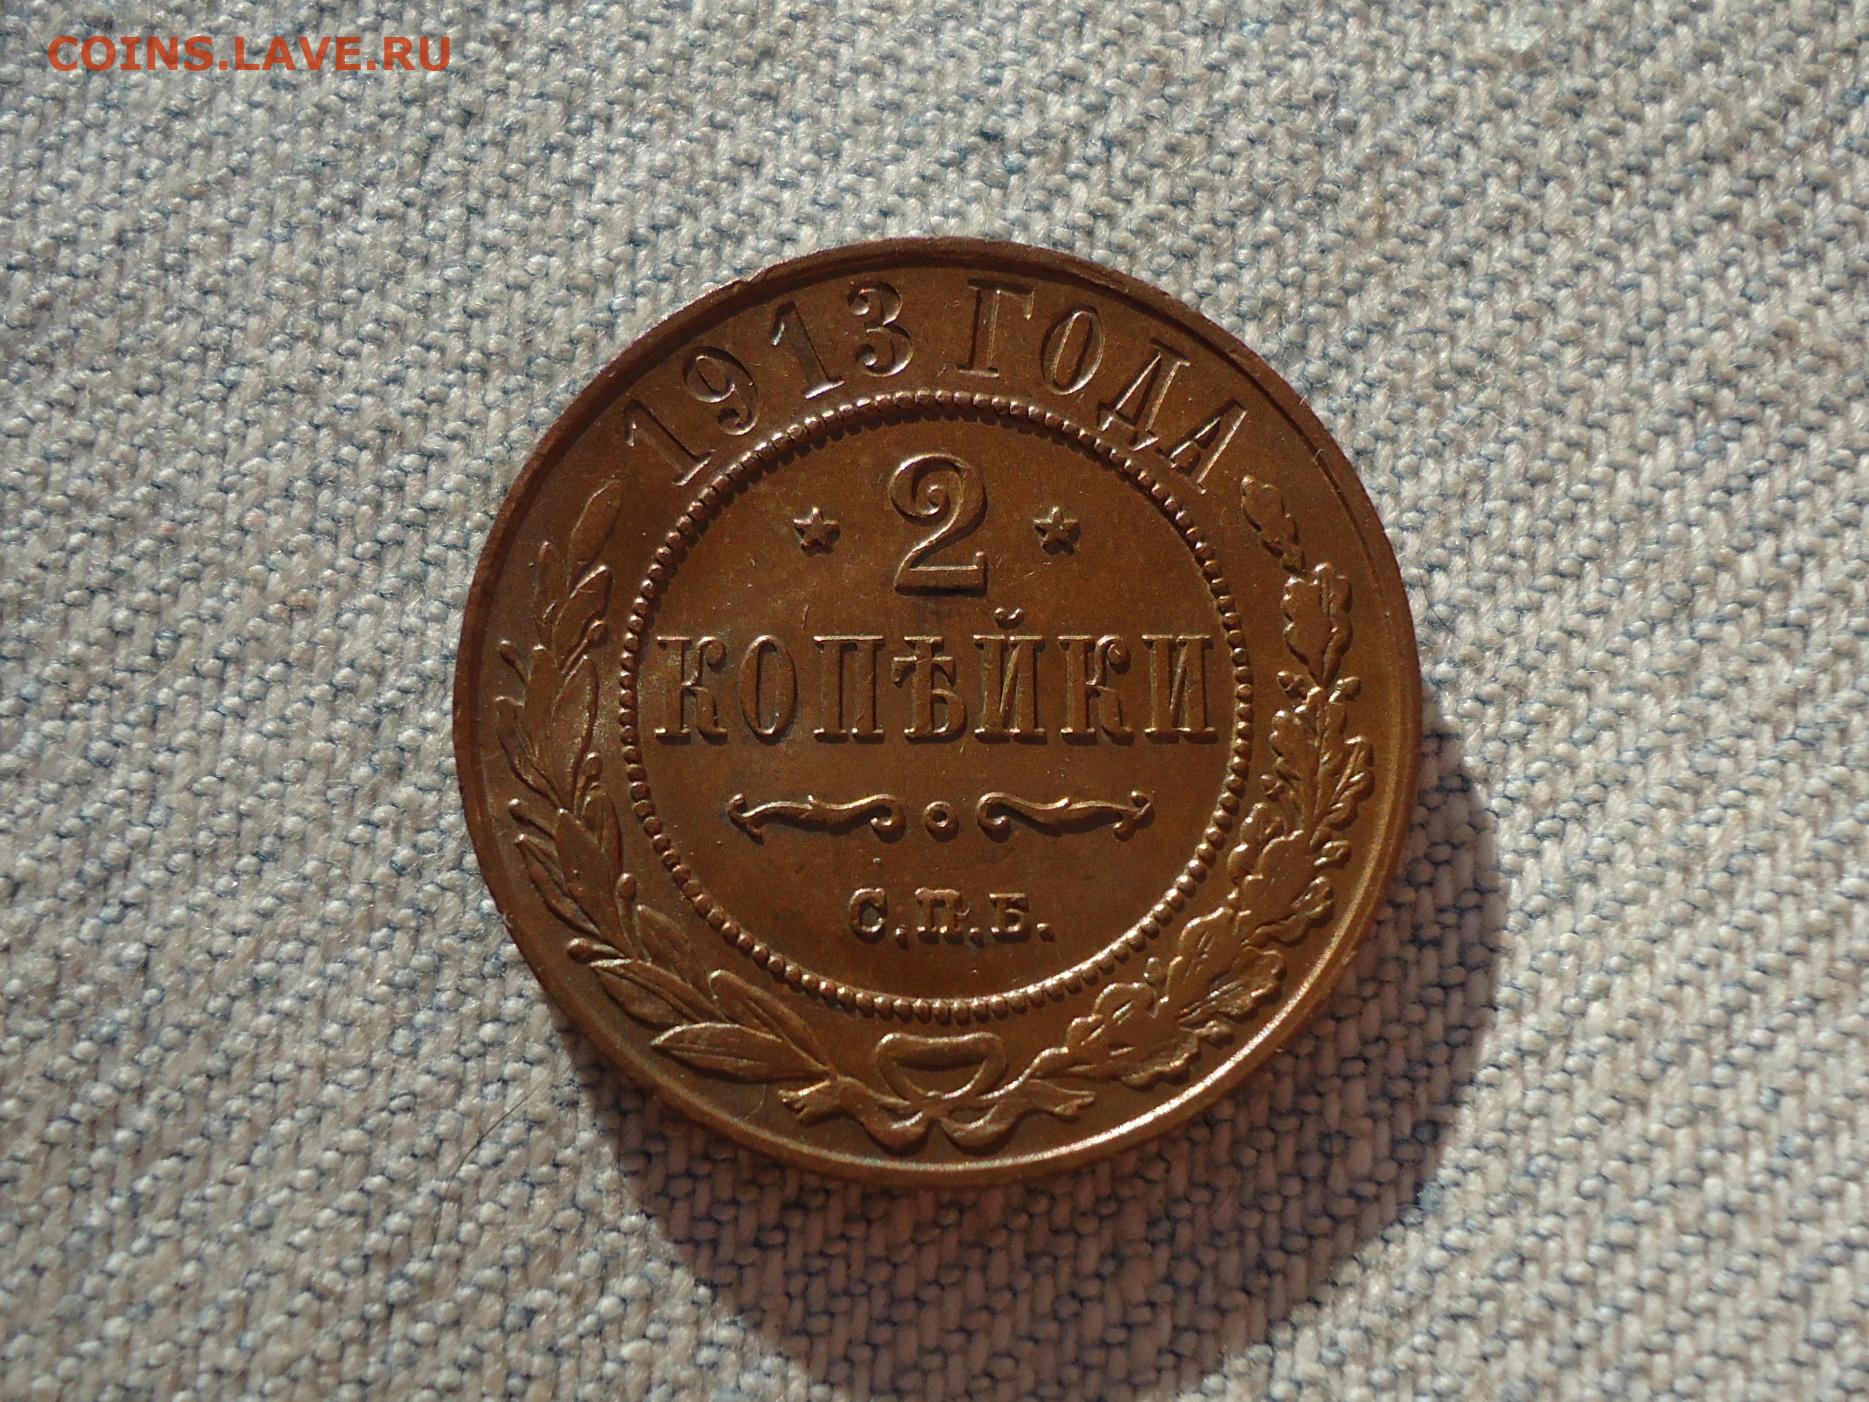 COINS.LAVE.RU
1913 ГОДА
2
КОПѢЙКИ
С.П.Б.